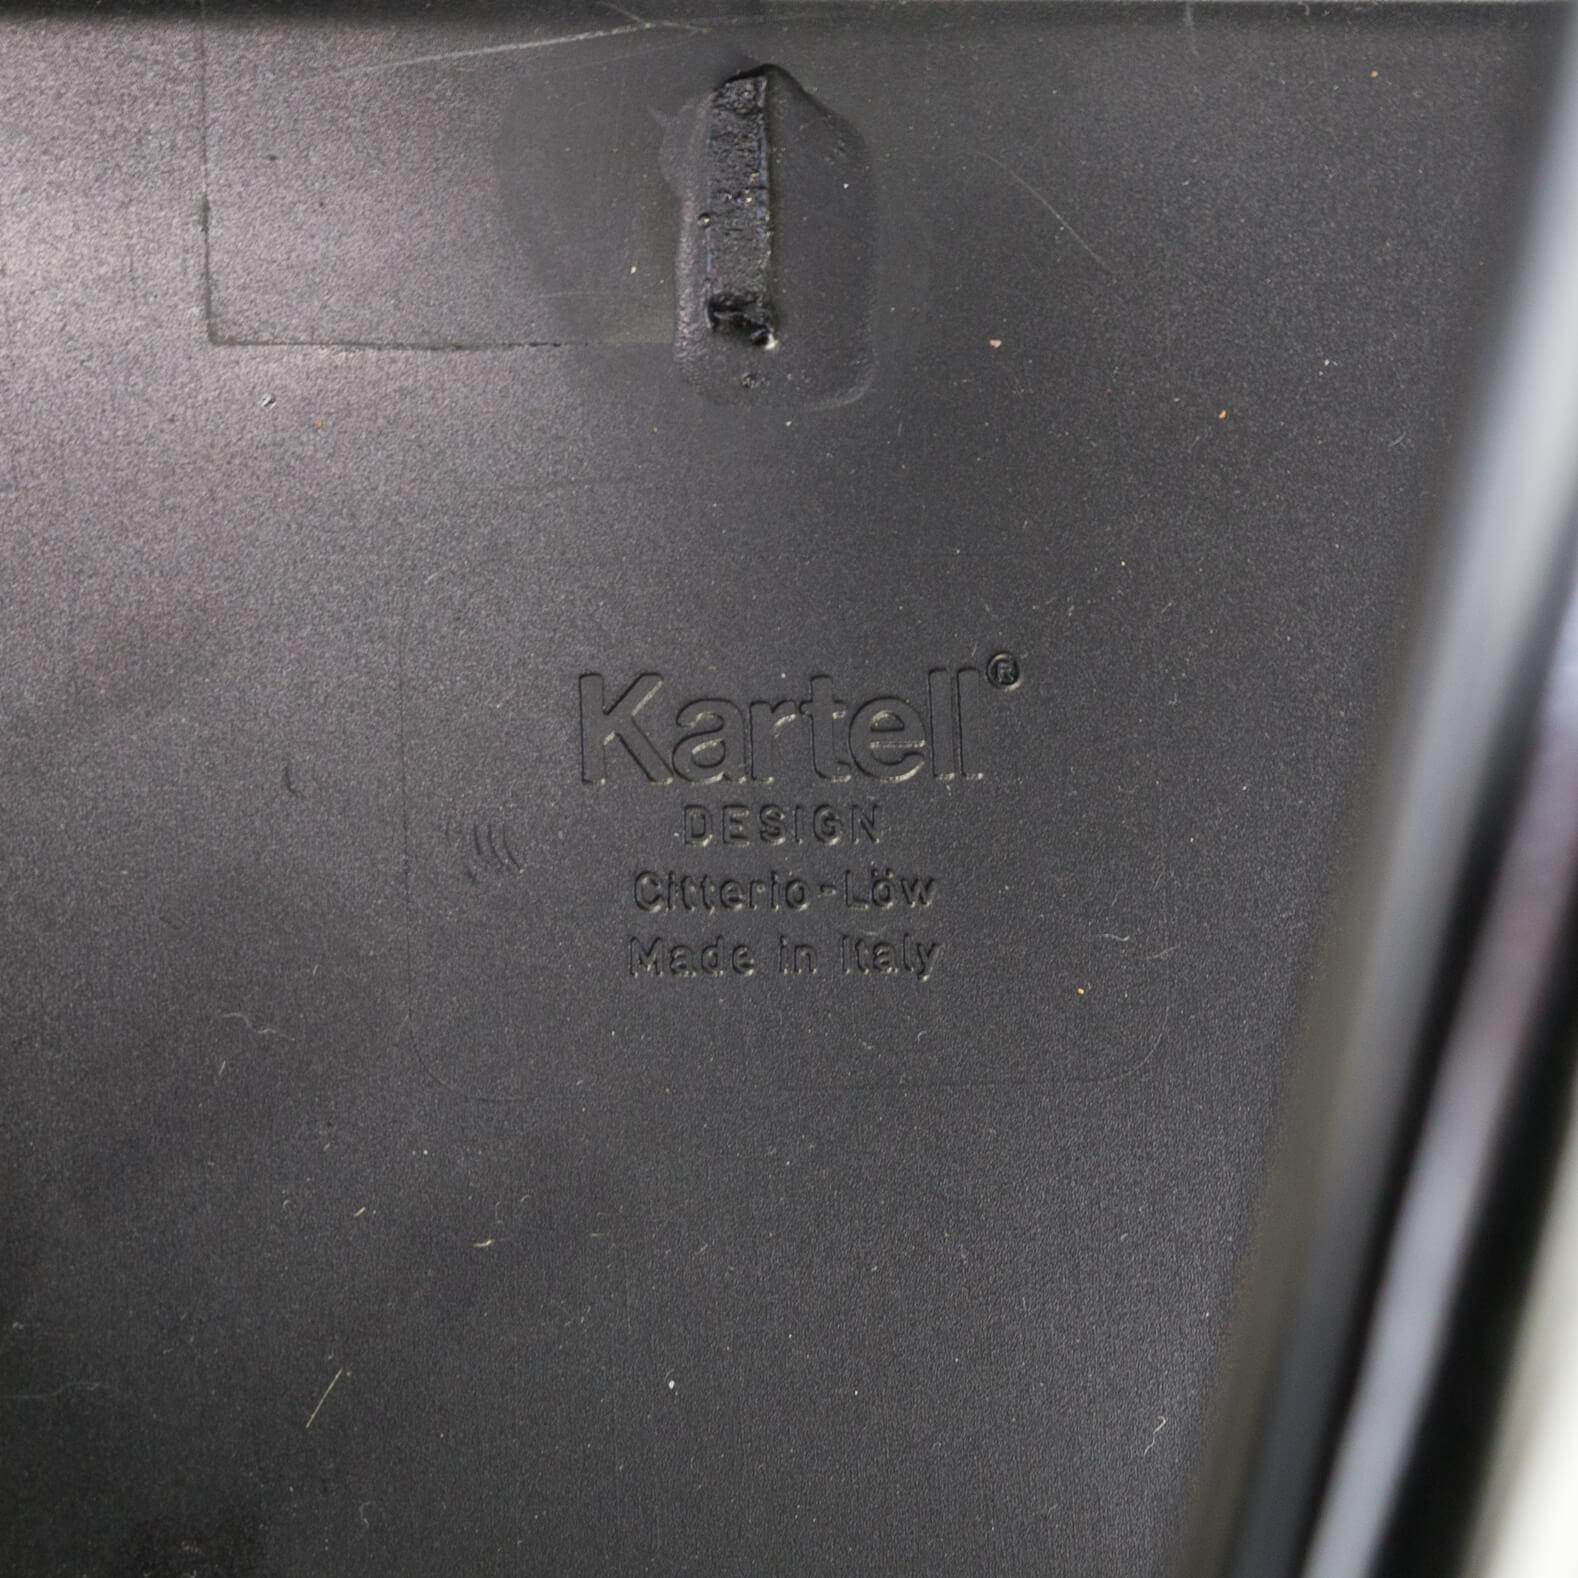 Kartell®
DESIGN
Citterio-Löw
Made in Italy